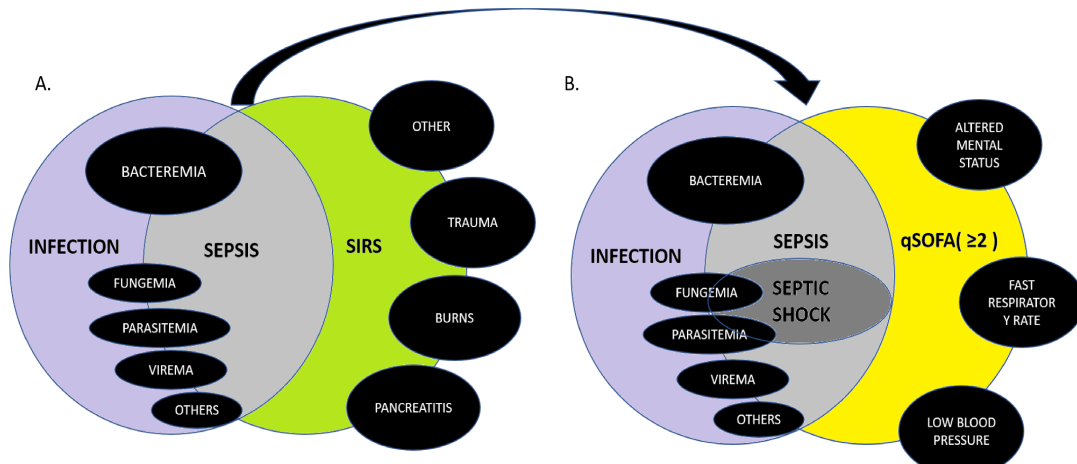 A.
OTHER
BACTEREMIA
TRAUMA
INFECTION
SEPSIS
SIRS
FUNGEMIA
PARASITEMIA
BURNS
VIREMA
OTHERS
PANCREATITIS
B.
ALTERED
MENTAL
STATUS
BACTEREMIA
SEPSIS
qSOFA( ≥2 )
INFECTION
FUNGEMIA
SEPTIC
SHOCK
FAST
RESPIRATOR
Y RATE
PARASITEMIA
VIREMA
OTHERS
LOW BLOOD
PRESSURE